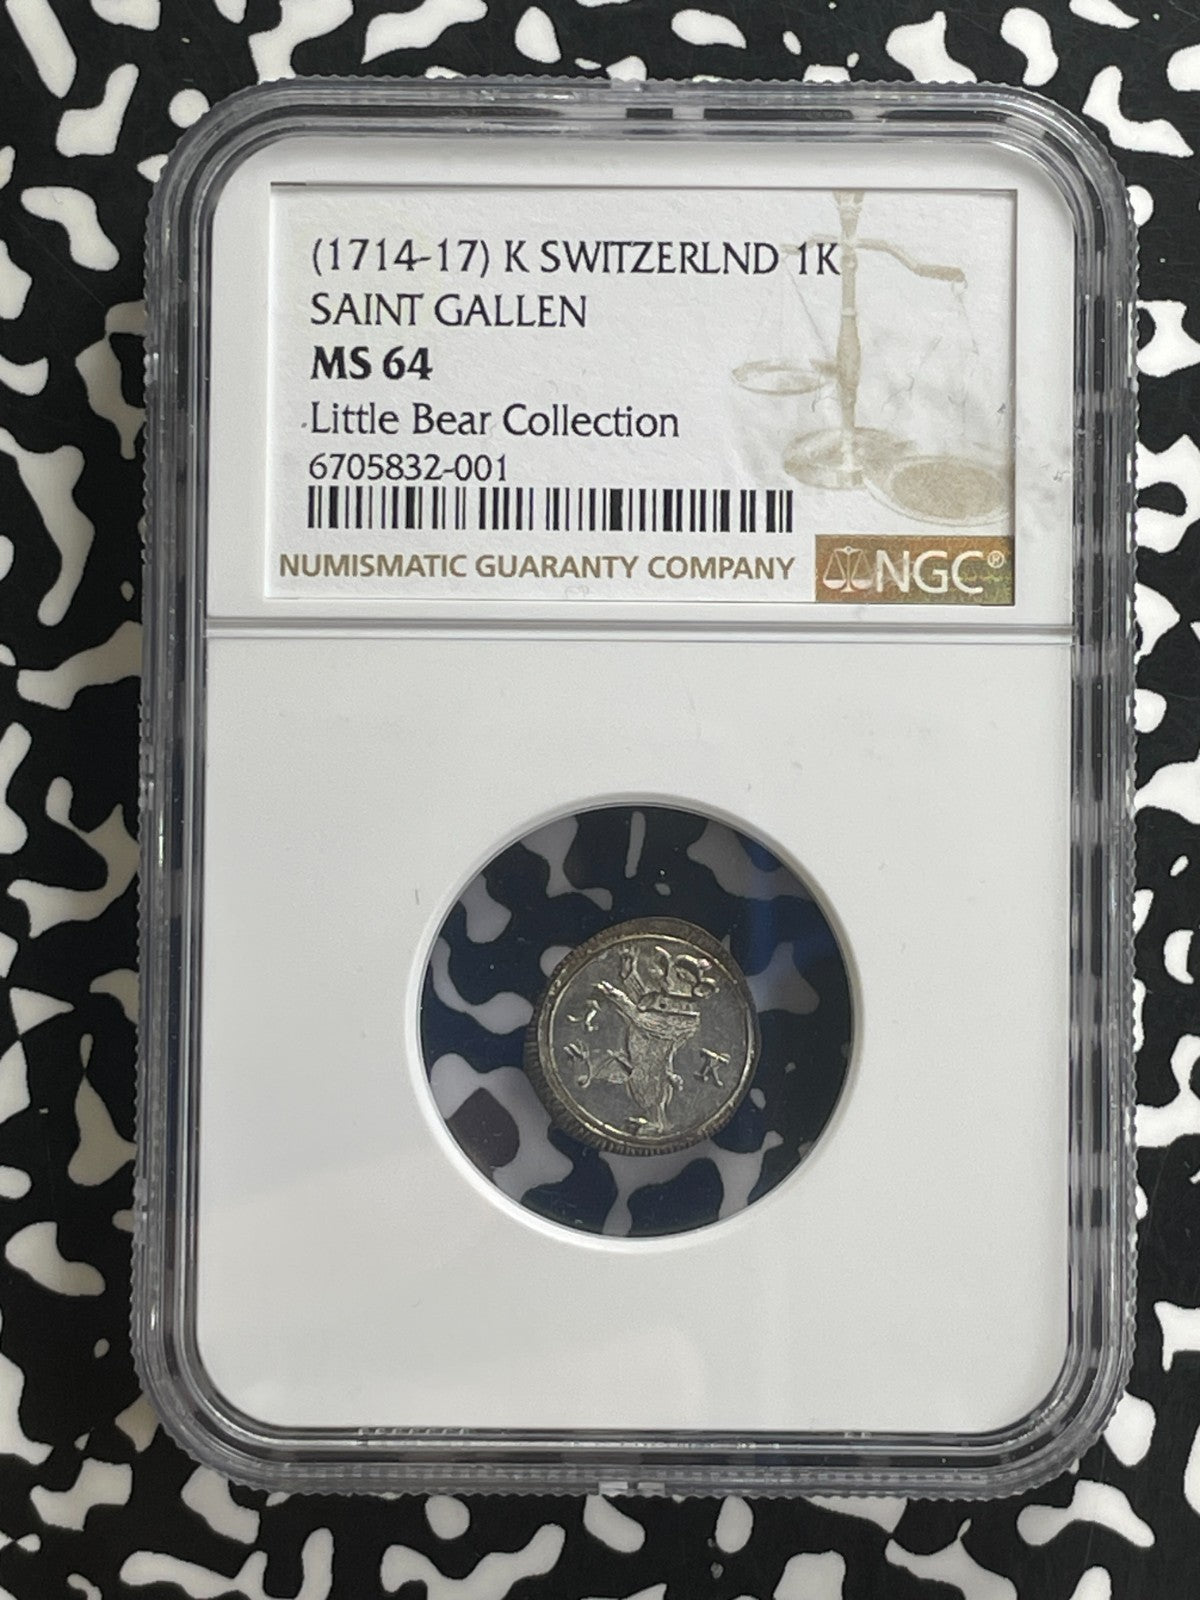 (1714-17) K SWITZERLND 1K
SAINT GALLEN
MS 64
Little Bear Collection
6705832-001
NUMISMATIC GUARANTY COMPANY NGC®
K